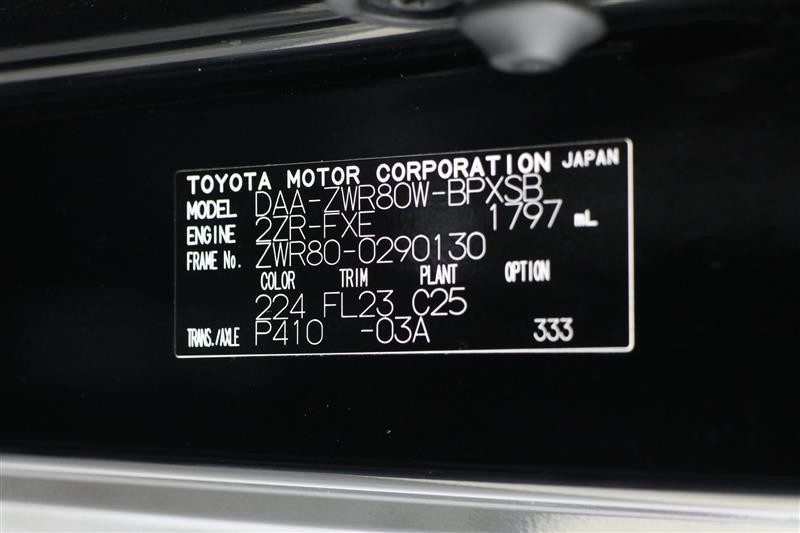 TOYOTA MOTOR CORPORATION JAPAN
MODEL DAA-ZWR80W-BPXSB
ENGINE 2ZR-FXE 1797 mL
FRAME No. ZWR80-0290130
COLOR TRIM PLANT OPTION
224 FL23 C25
TRANS./AXLE P410 -03A 333